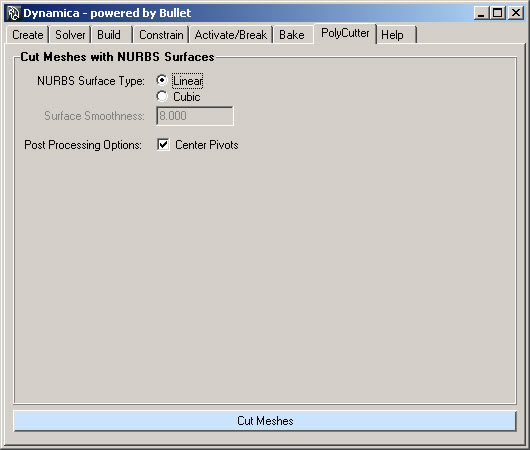 Dynamica - powered by Bullet
Create Solver Build Constrain Activate/Break Bake PolyCutter Help
Cut Meshes with NURBS Surfaces
NURBS Surface Type: Linear
Cubic
Surface Smoothness: 8.000
Post Processing Options: Center Pivots
Cut Meshes